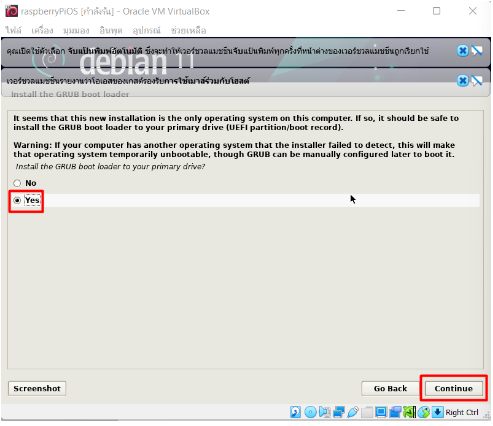 raspberryPiOS [กำลังรัน] - Oracle VM VirtualBox
ไฟล์ เครื่อง มุมมอง อินพุต อุปกรณ์ ช่วยเหลือ
คุณเปิดใช้ตัวเลือก จับแป้นพิมพ์อัตโนมัติ ซึ่งจะทำให้เวอร์ชวลแมชชีนจับแป้นพิมพ์ทุกครั้งที่หน้าต่างของเวอร์ชวลแมชชีนถูกเรียกใช้
debian 11
เวอร์ชวลแมชชีนรายงานว่าโอเอสของเกสต์รองรับการใช้เมาส์ร่วมกับโฮสต์
Install the GRUB boot loader
It seems that this new installation is the only operating system on this computer. If so, it should be safe to
install the GRUB boot loader to your primary drive (UEFI partition/boot record).
Warning: If your computer has another operating system that the installer failed to detect, this will make
that operating system temporarily unbootable, though GRUB can be manually configured later to boot it.
Install the GRUB boot loader to your primary drive?
No
Yes
Screenshot Go Back Continue
Right Ctrl